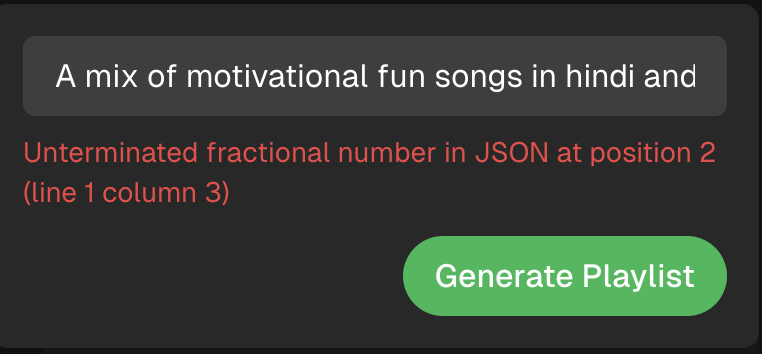 A mix of motivational fun songs in hindi and
Unterminated fractional number in JSON at position 2
(line 1 column 3)
Generate Playlist